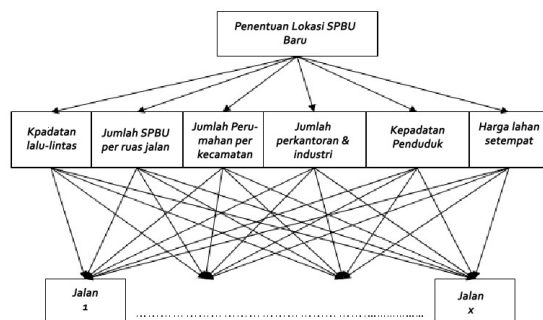 Penentuan Lokasi SPBU
Baru
Kpadatan
lalu-lintas
Jumlah SPBU
per ruas jalan
Jumlah Peru-
mahan per
kecamatan
Jumlah
perkantoran &
industri
Kepadatan
Penduduk
Harga lahan
setempat
Jalan
1
Jalan
x